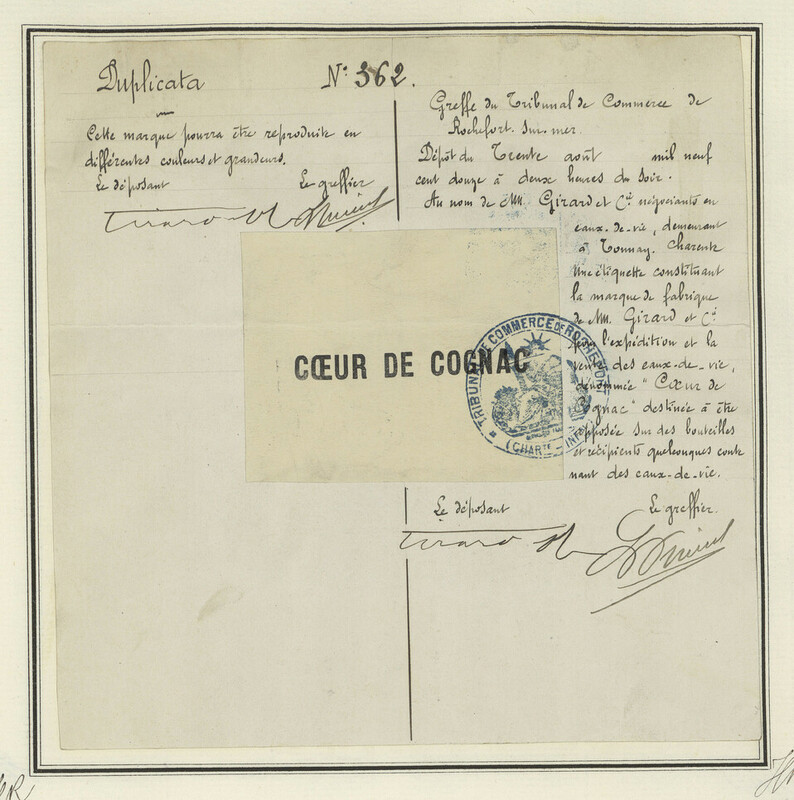 Duplicata
N° 362.
Cette marque pourra être reproduite en
différentes couleurs et grandeurs.
Le déposant Le greffier
Greffe du Tribunal de Commerce de
Rochefort-sur-mer.
Dépôt du Trente août mil neuf
cent douze à deux heures du soir.
Au nom de MM. Girard et Cie négociants en
eaux-de-vie, demeurant
à Tonnay-Charente
une étiquette constituant
la marque de fabrique
de MM. Girard et Cie
pour l'expédition et la
vente des eaux-de-vie,
dénommée "Cœur de
Cognac" destinée à être
apposée sur des bouteilles
et récipients quelconques conte
nant des eaux-de-vie.
CŒUR DE COGNAC
TRIBUNAL DE COMMERCE DE ROCHEFORT
(CHARTE-INFRE)
Le déposant Le greffier.